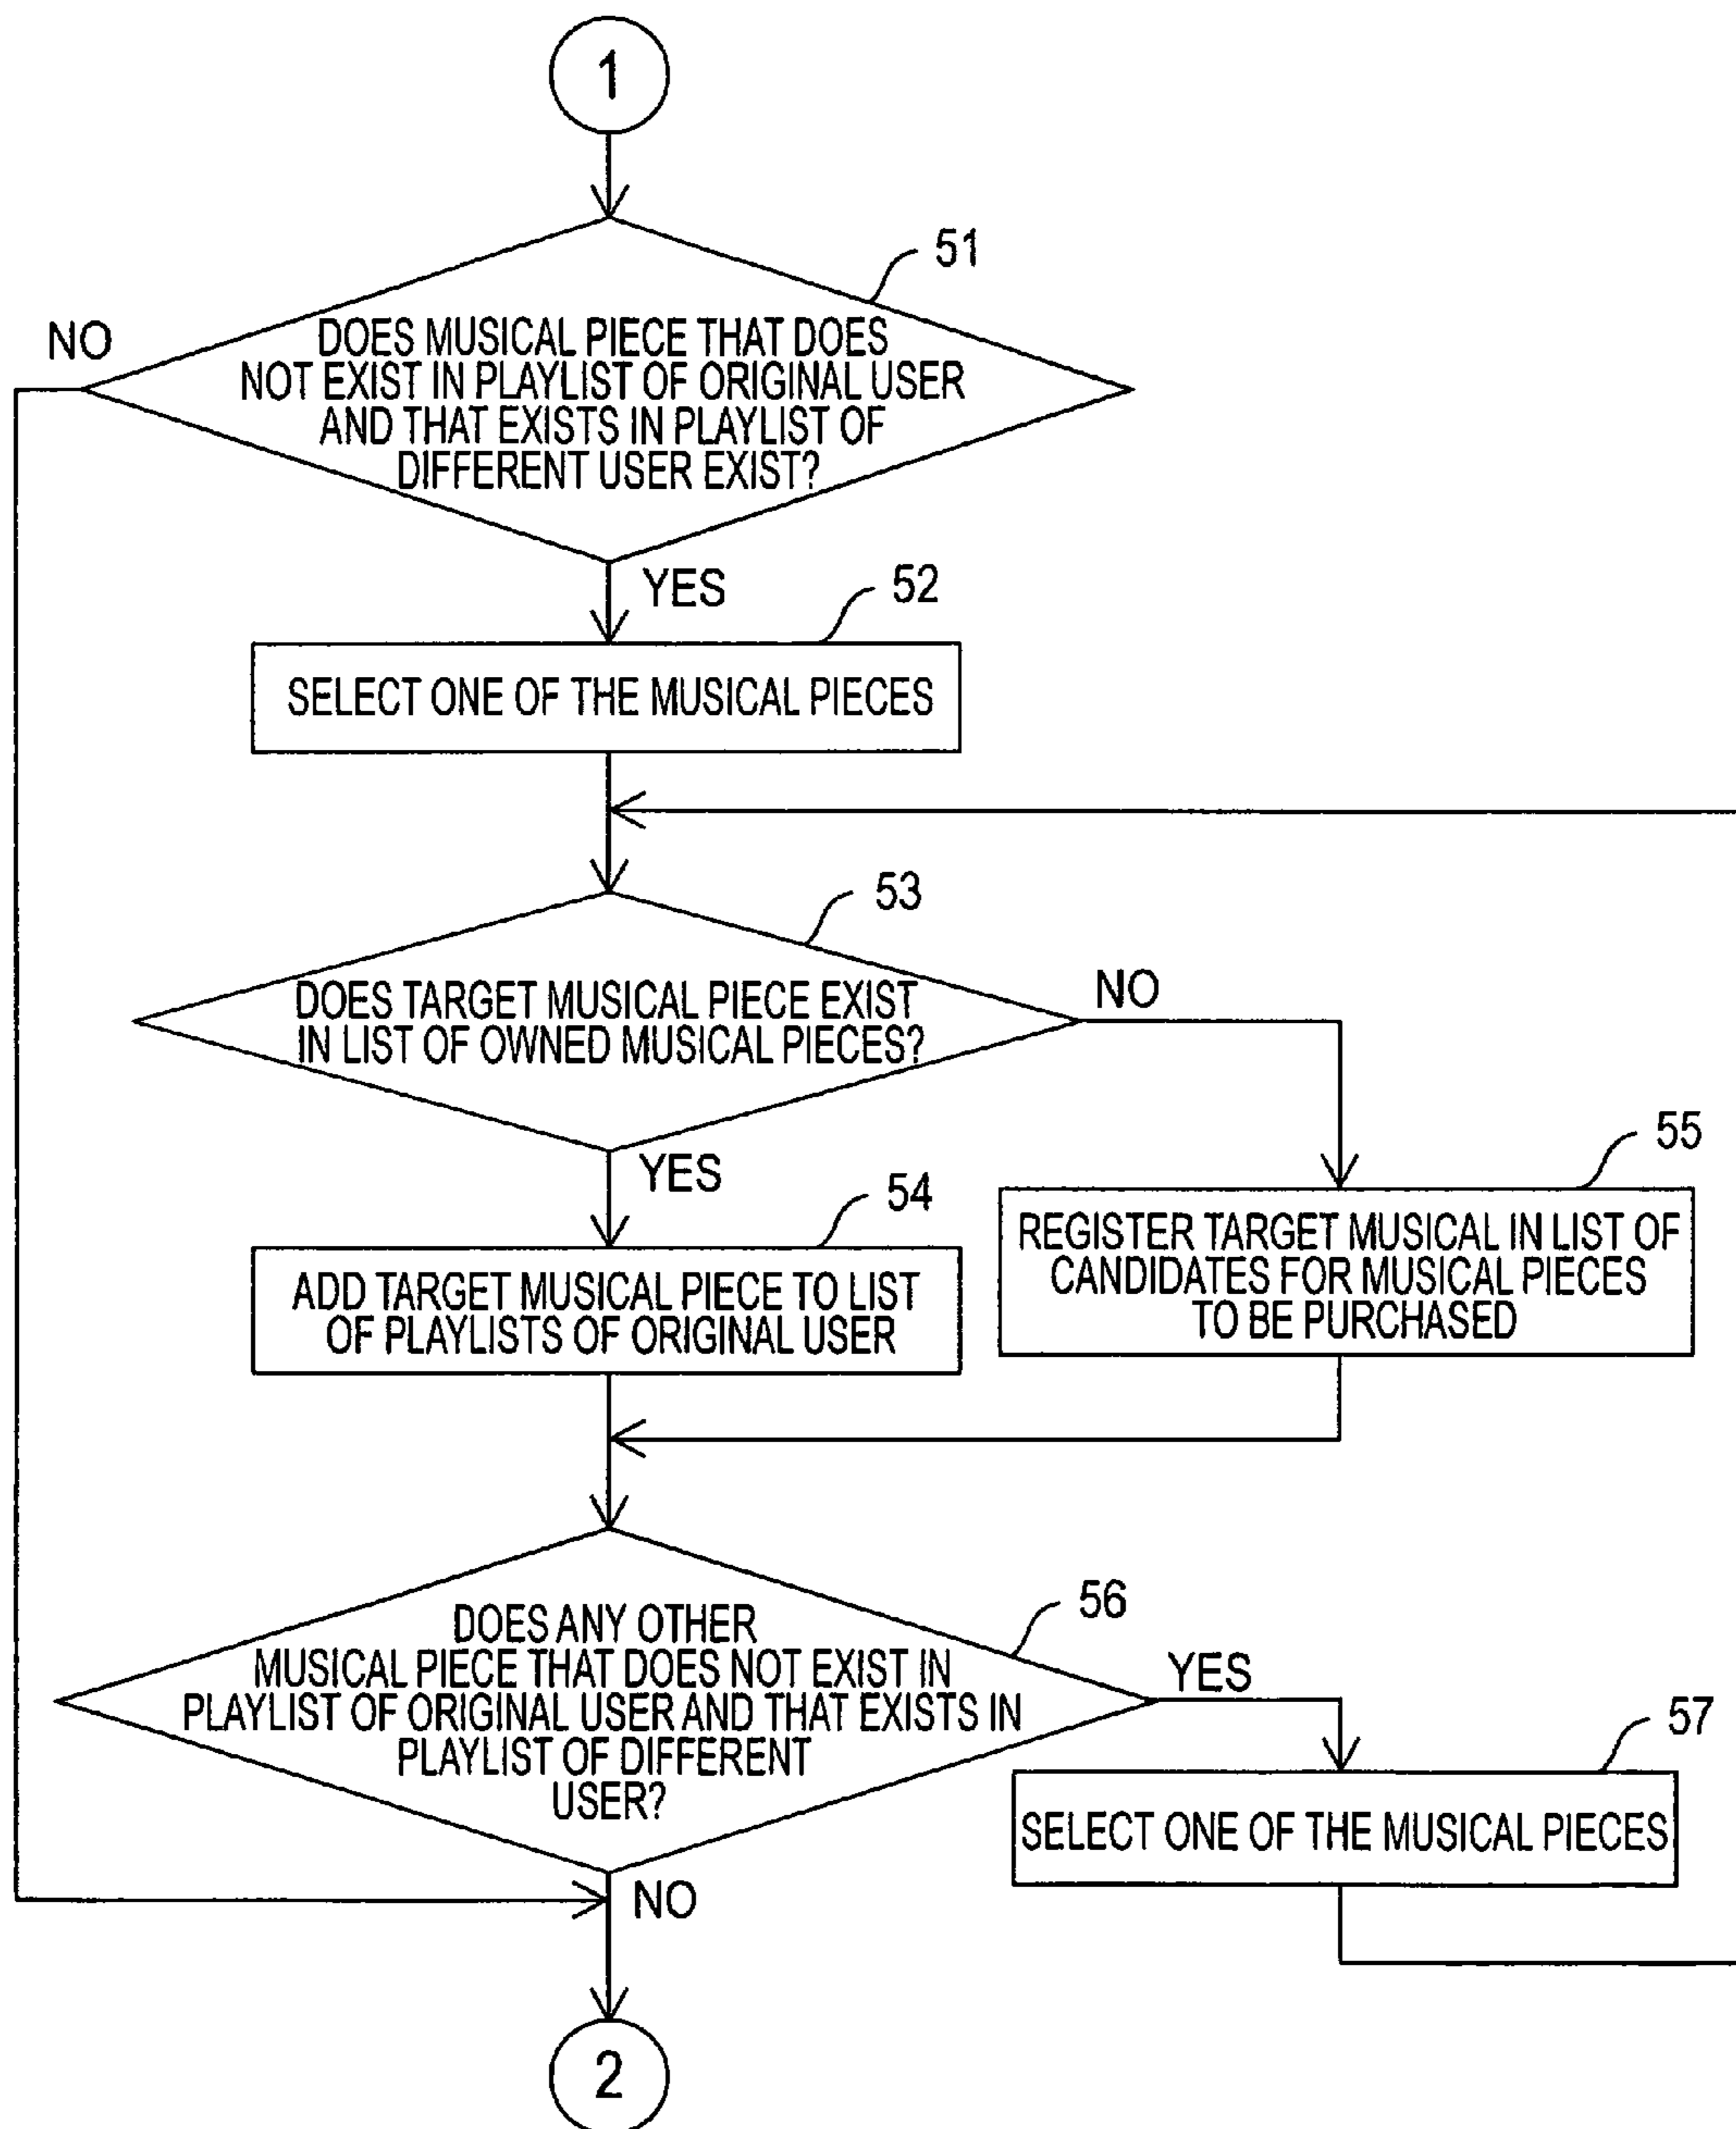 1
51
NO
DOES MUSICAL PIECE THAT DOES
NOT EXIST IN PLAYLIST OF ORIGINAL USER
AND THAT EXISTS IN PLAYLIST OF
DIFFERENT USER EXIST?
YES
52
SELECT ONE OF THE MUSICAL PIECES
53
DOES TARGET MUSICAL PIECE EXIST
IN LIST OF OWNED MUSICAL PIECES?
NO
YES
54
ADD TARGET MUSICAL PIECE TO LIST
OF PLAYLISTS OF ORIGINAL USER
55
REGISTER TARGET MUSICAL IN LIST OF
CANDIDATES FOR MUSICAL PIECES
TO BE PURCHASED
56
DOES ANY OTHER
MUSICAL PIECE THAT DOES NOT EXIST IN
PLAYLIST OF ORIGINAL USER AND THAT EXISTS IN
PLAYLIST OF DIFFERENT
USER?
YES
57
SELECT ONE OF THE MUSICAL PIECES
NO
2